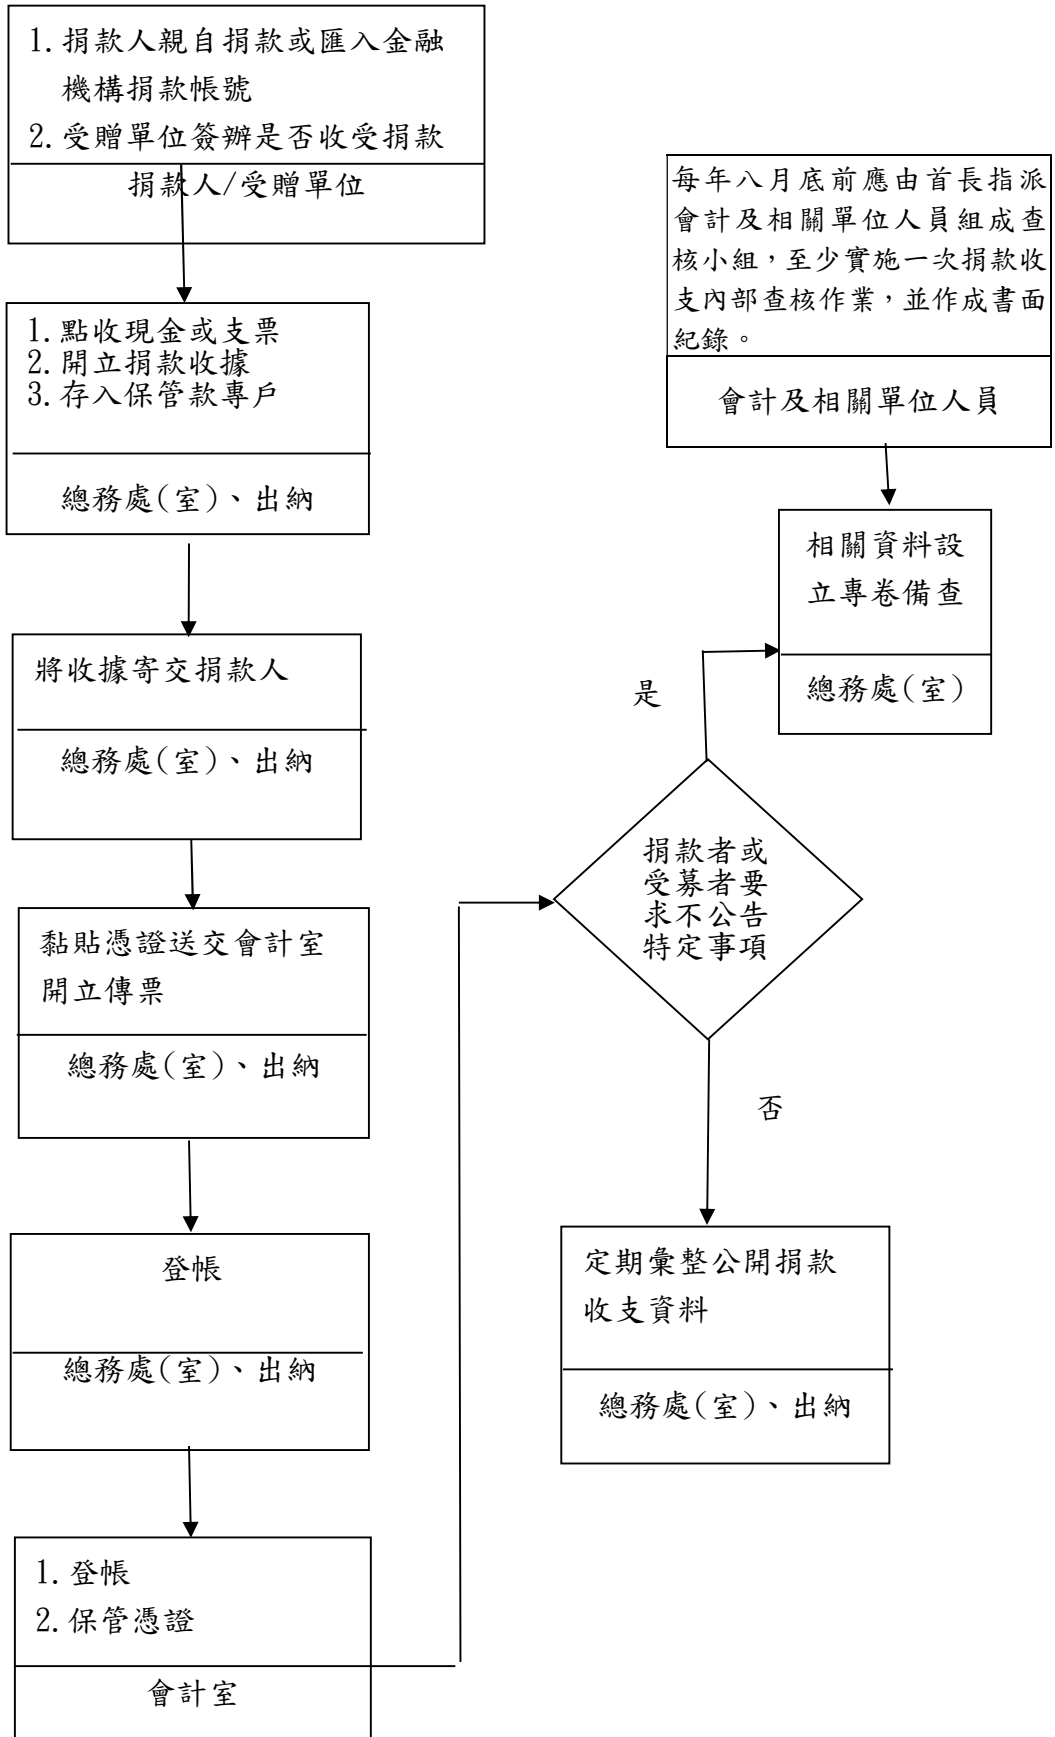 1.捐款人親自捐款或匯入金融
機構捐款帳號
2.受贈單位簽辦是否收受捐款
捐款人/受贈單位
1.點收現金或支票
2.開立捐款收據
3.存入保管款專戶
總務處(室)、出納
將收據寄交捐款人
總務處(室)、出納
黏貼憑證送交會計室
開立傳票
總務處(室)、出納
登帳
總務處(室)、出納
1.登帳
2.保管憑證
會計室
每年八月底前應由首長指派
會計及相關單位人員組成查
核小組，至少實施一次捐款收
支內部查核作業，並作成書面
紀錄。
會計及相關單位人員
相關資料設
立專卷備查
總務處(室)
是
捐款者或
受募者要
求不公告
特定事項
否
定期彙整公開捐款
收支資料
總務處(室)、出納